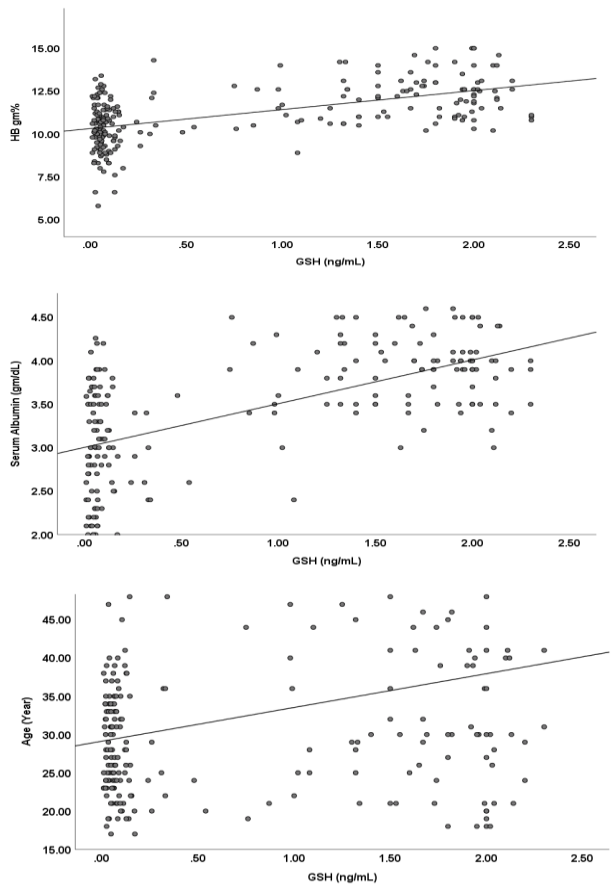 HB gm%
15.00
12.50
10.00
7.50
5.00
.00 .50 1.00 1.50 2.00 2.50
GSH (ng/mL)
Serum Albumin (gm/dL)
4.50
4.00
3.50
3.00
2.50
2.00
.00 .50 1.00 1.50 2.00 2.50
GSH (ng/mL)
Age (Year)
45.00
40.00
35.00
30.00
25.00
20.00
15.00
.00 .50 1.00 1.50 2.00 2.50
GSH (ng/mL)